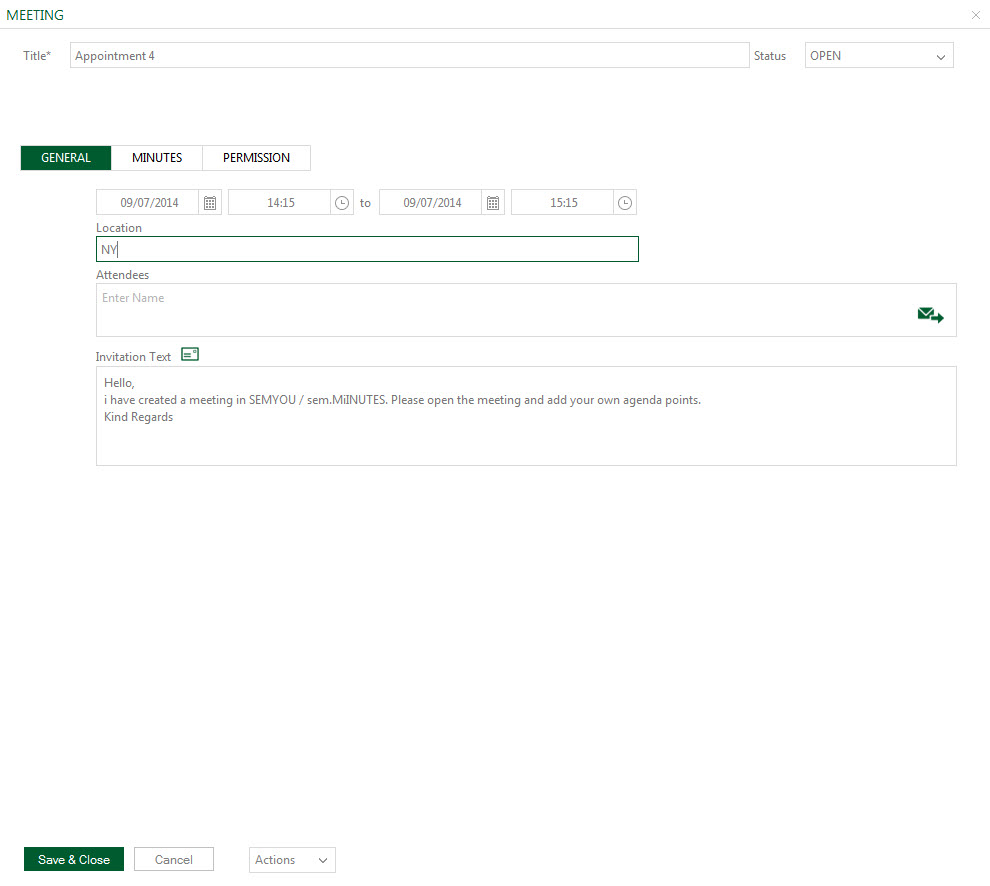 MEETING
Title* Appointment 4 Status OPEN
GENERAL MINUTES PERMISSION
09/07/2014 14:15 to 09/07/2014 15:15
Location
NY
Attendees
Enter Name
Invitation Text
Hello,
i have created a meeting in SEMYOU / sem.MiINUTES. Please open the meeting and add your own agenda points.
Kind Regards
Save & Close Cancel Actions